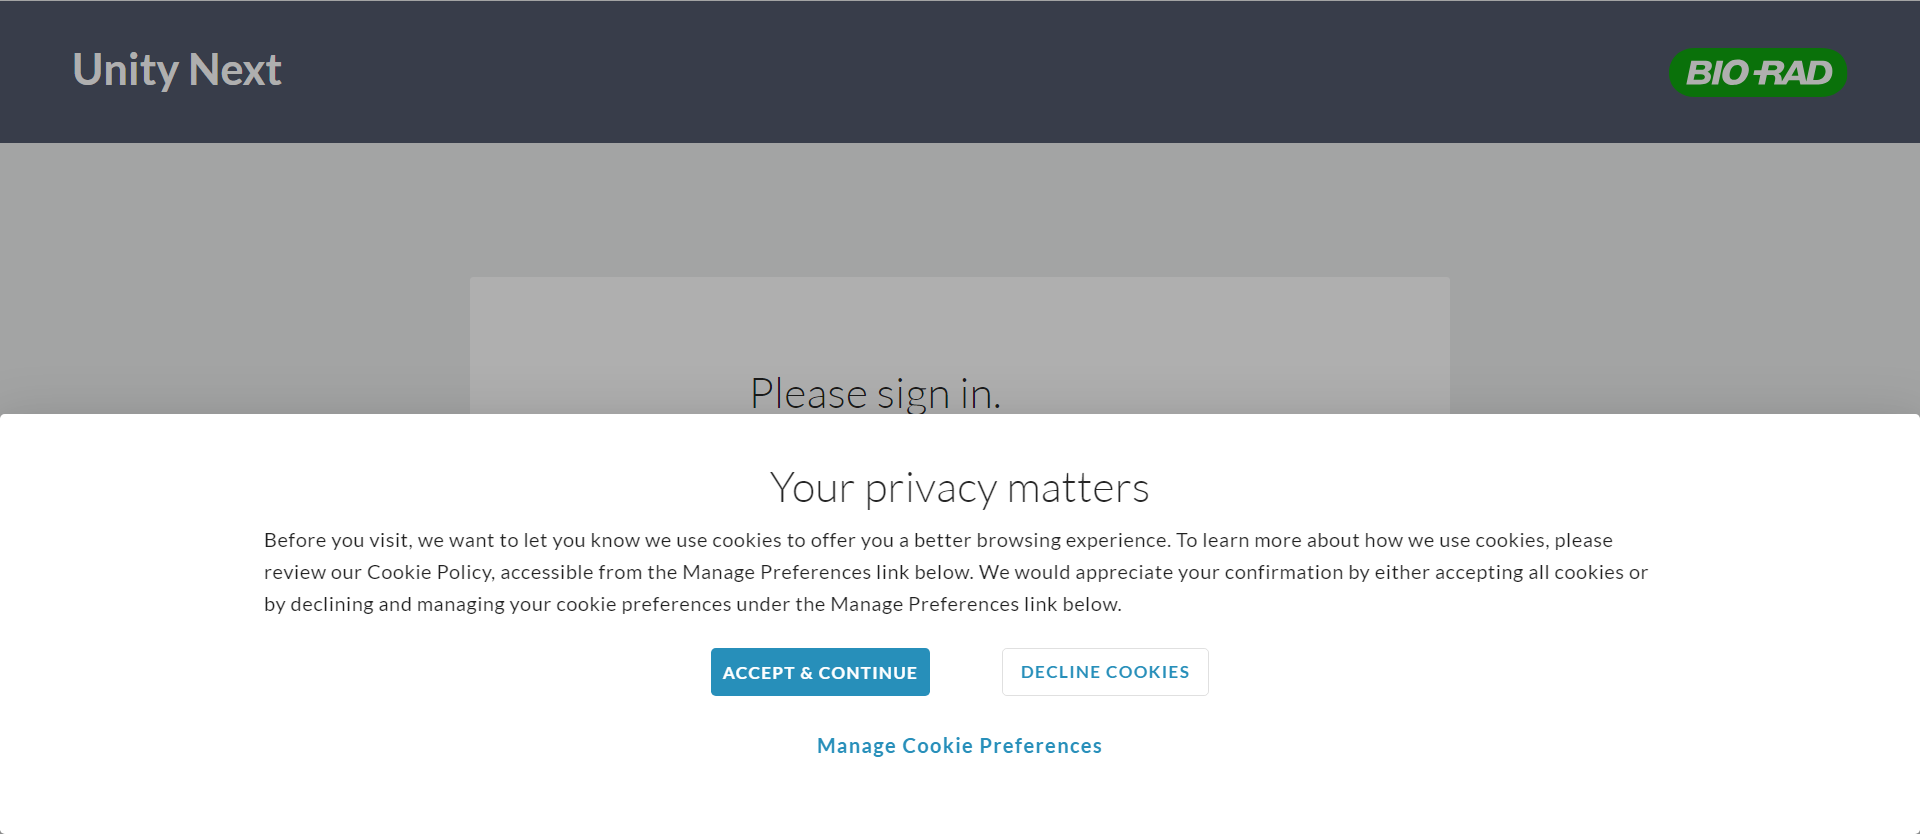 Unity Next
BIO-RAD
Please sign in.
Your privacy matters
Before you visit, we want to let you know we use cookies to offer you a better browsing experience. To learn more about how we use cookies, please
review our Cookie Policy, accessible from the Manage Preferences link below. We would appreciate your confirmation by either accepting all cookies or
by declining and managing your cookie preferences under the Manage Preferences link below.
ACCEPT & CONTINUE
DECLINE COOKIES
Manage Cookie Preferences